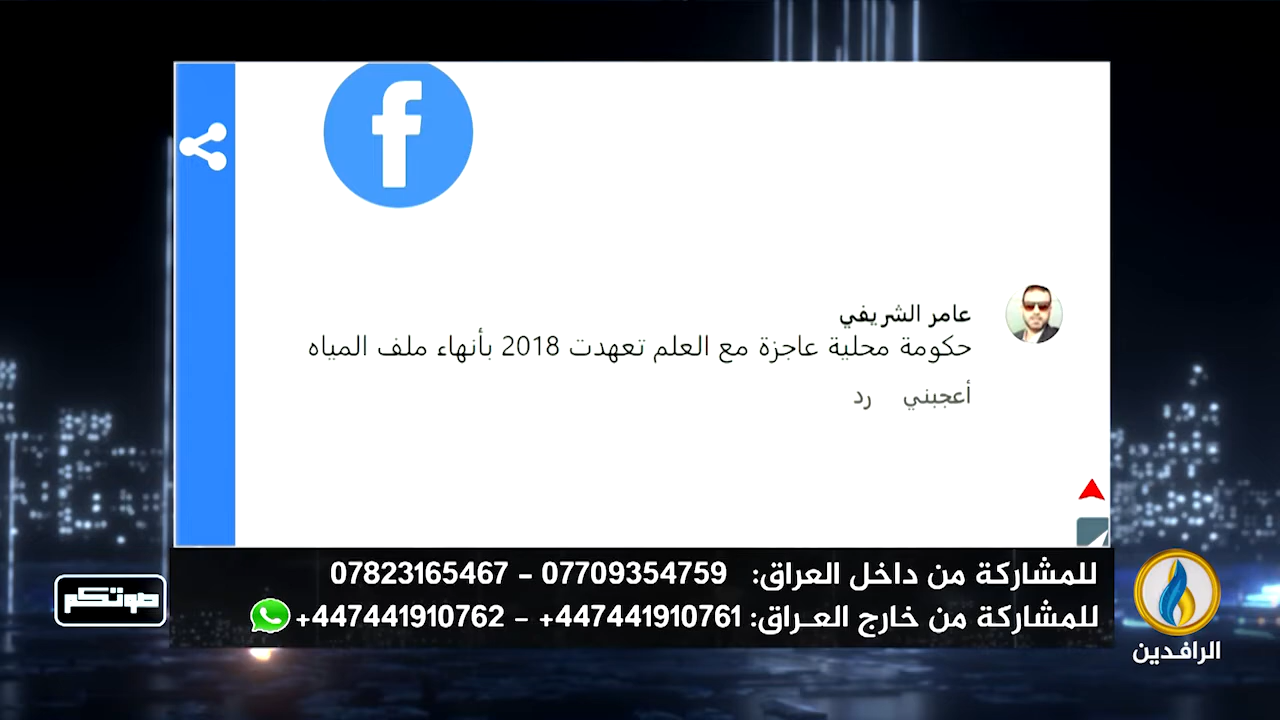 عامر الشريفي
حكومة محلية عاجزة مع العلم تعهدت 2018 بأنهاء ملف المياه
أعجبني رد
للمشاركة من داخل العراق: 07709354759 - 07823165467
للمشاركة من خارج العـراق: 447441910761+ - 447441910762+
صوتكم
الرافـدين